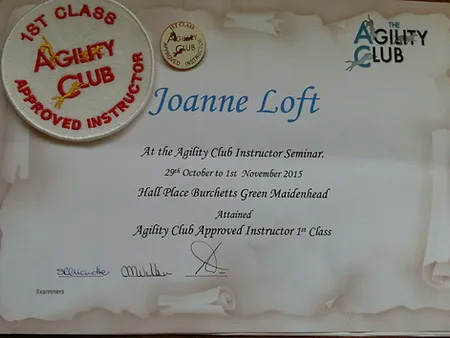 1ST CLASS
AGILITY
CLUB
APPROVED INSTRUCTOR
1ST CLASS
AGILITY
CLUB
APPROVED INSTRUCTOR
THE
AGILITY
CLUB
Joanne Loft
At the Agility Club Instructor Seminar.
29th October to 1st November 2015
Hall Place Burchetts Green Maidenhead
Attained
Agility Club Approved Instructor 1st Class
Examiners